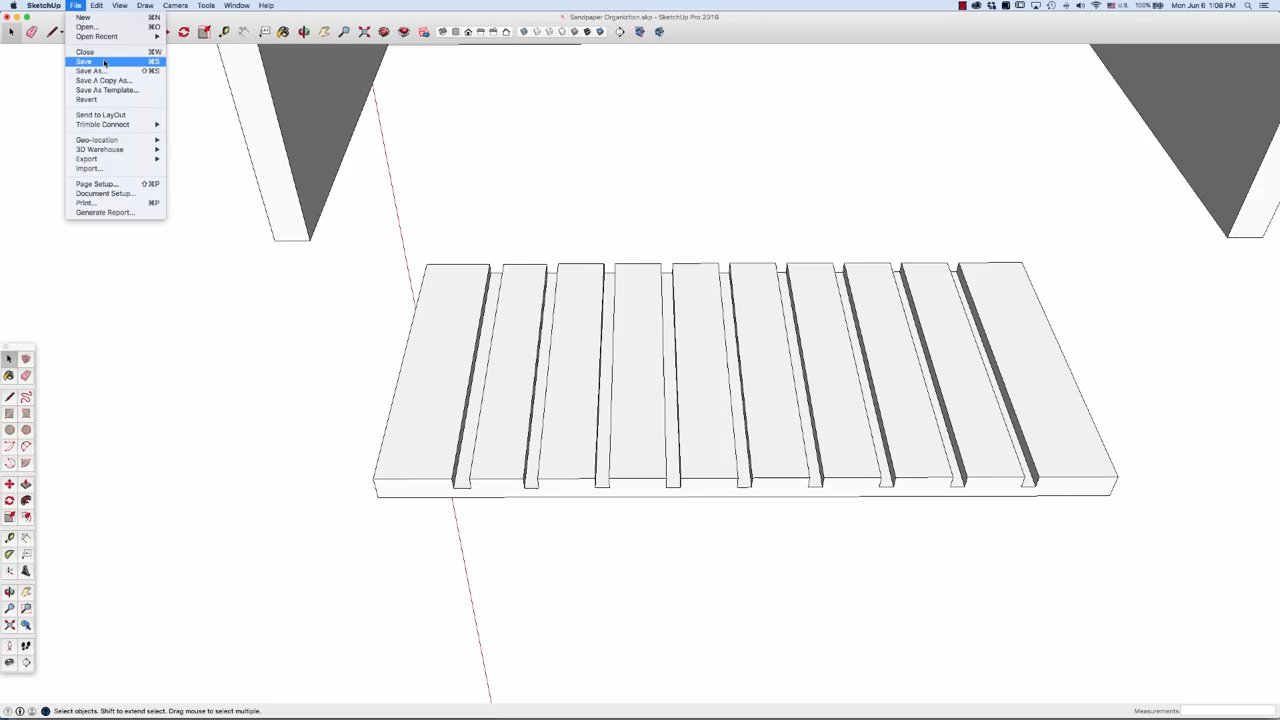 SketchUp File Edit View Draw Camera Tools Window Help
U.S. 100% Mon Jun 6 1:08 PM
Sandpaper Organiztion.skp - SketchUp Pro 2016
New ⌘N
Open... ⌘O
Open Recent
Close ⌘W
Save ⌘S
Save As... ⇧⌘S
Save A Copy As...
Save As Template...
Revert
Send to LayOut
Trimble Connect
Geo-location
3D Warehouse
Export
Import...
Page Setup... ⇧⌘P
Document Setup...
Print... ⌘P
Generate Report...
Select objects. Shift to extend select. Drag mouse to select multiple.
Measurements